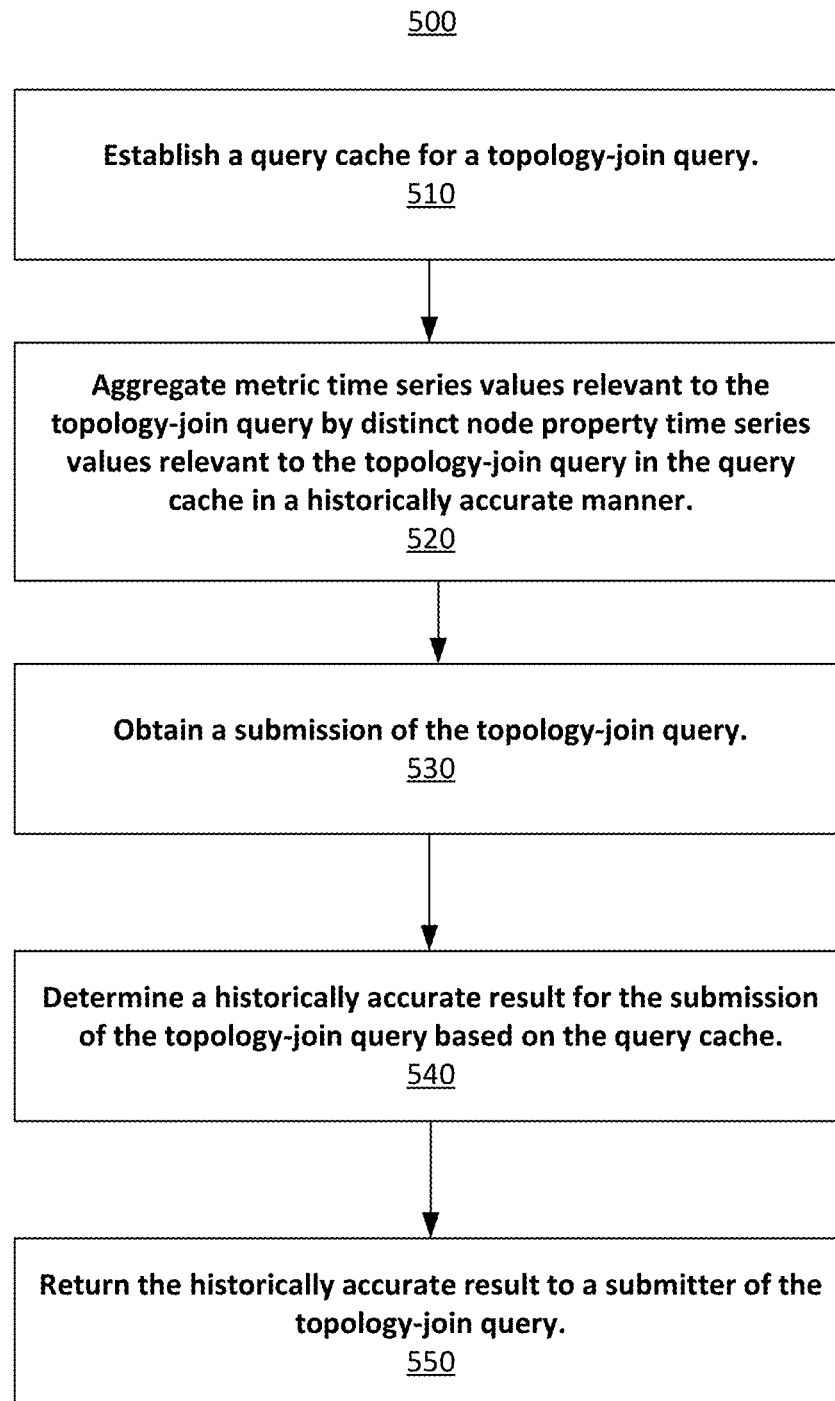 500
Establish a query cache for a topology-join query.
510
Aggregate metric time series values relevant to the
topology-join query by distinct node property time series
values relevant to the topology-join query in the query
cache in a historically accurate manner.
520
Obtain a submission of the topology-join query.
530
Determine a historically accurate result for the submission
of the topology-join query based on the query cache.
540
Return the historically accurate result to a submitter of the
topology-join query.
550